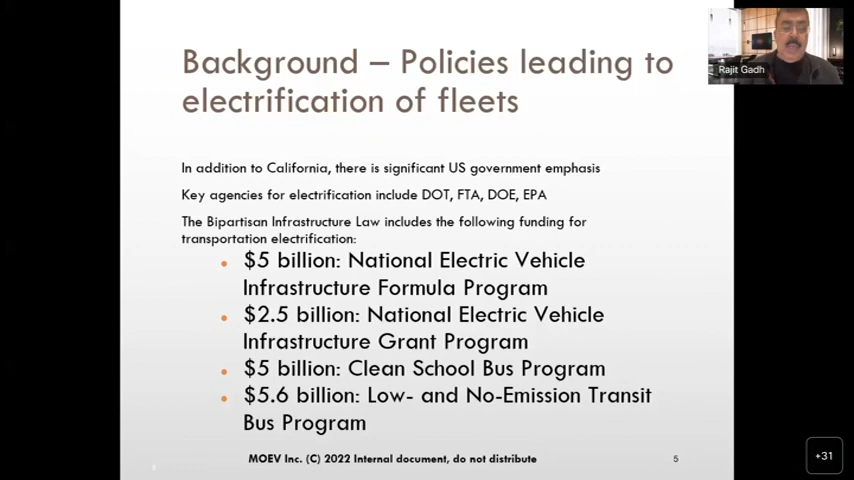 Background – Policies leading to
electrification of fleets
Rajit Gadh
In addition to California, there is significant US government emphasis
Key agencies for electrification include DOT, FTA, DOE, EPA
The Bipartisan Infrastructure Law includes the following funding for
transportation electrification:
• $5 billion: National Electric Vehicle
Infrastructure Formula Program
• $2.5 billion: National Electric Vehicle
Infrastructure Grant Program
• $5 billion: Clean School Bus Program
• $5.6 billion: Low- and No-Emission Transit
Bus Program
MOEV Inc. (C) 2022 Internal document, do not distribute
5
+31